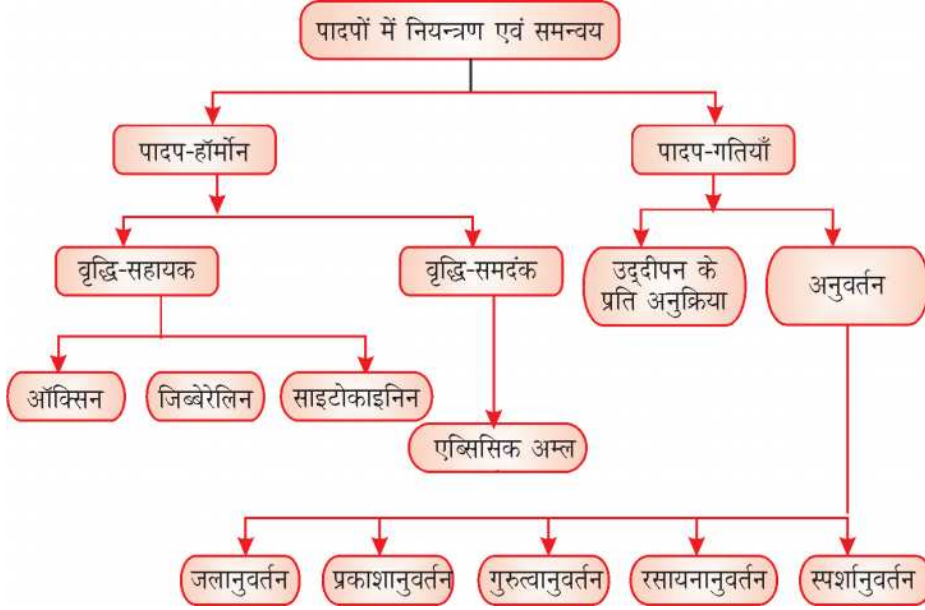 पादपों में नियन्त्रण एवं समन्वय
पादप-हॉर्मोन
पादप-गतियाँ
वृद्धि-सहायक
वृद्धि-समदंक
उद्दीपन के
प्रति अनुक्रिया
अनुवर्तन
ऑक्सिन
जिब्बेरेलिन
साइटोकाइनिन
एब्सिसिक अम्ल
जलानुवर्तन
प्रकाशानुवर्तन
गुरुत्वानुवर्तन
रसायनानुवर्तन
स्पर्शानुवर्तन